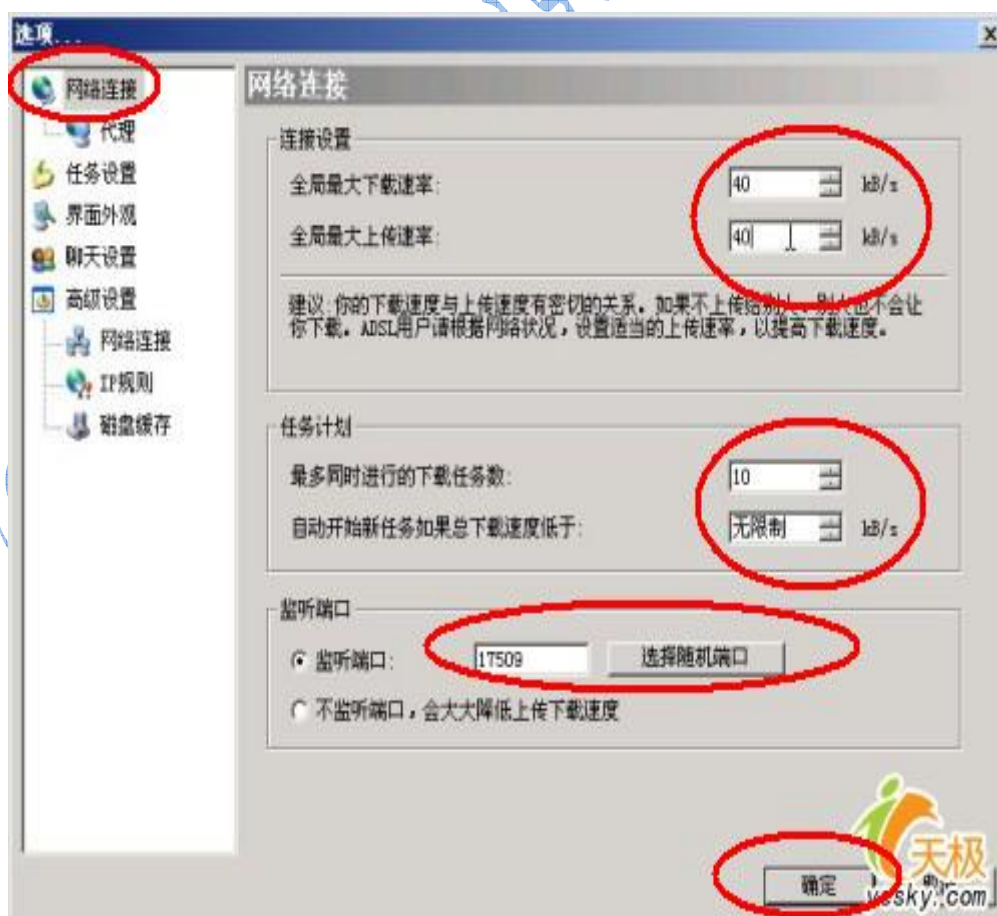 选项...
网络连接
代理
任务设置
界面外观
聊天设置
高级设置
网络连接
IP规则
磁盘缓存
网络连接
连接设置
全局最大下载速率: 40 kB/s
全局最大上传速率: 40 kB/s
建议:你的下载速度与上传速度有密切的关系。如果不上传给别人,别人也不会让
你下载。ADSL用户请根据网络状况,设置适当的上传速率,以提高下载速度。
任务计划
最多同时进行的下载任务数: 10
自动开始新任务如果总下载速度低于: 无限制 kB/s
监听端口
监听端口: 17509 选择随机端口
不监听端口,会大大降低上传下载速度
确定
天极
yesky.com